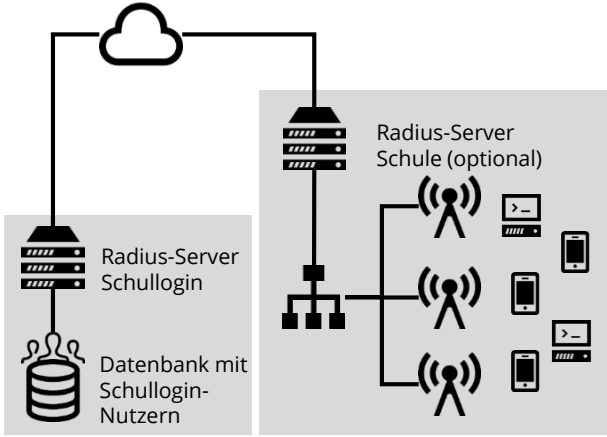 Radius-Server
Schule (optional)
Radius-Server
Schullogin
Datenbank mit
Schullogin-
Nutzern